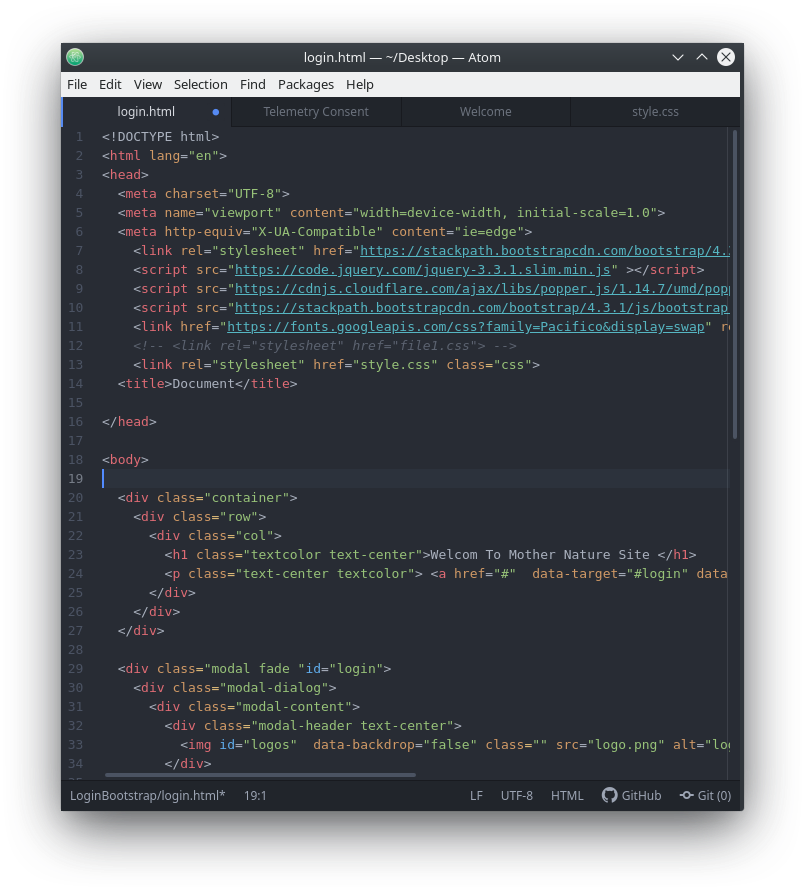 login.html — ~/Desktop — Atom
File Edit View Selection Find Packages Help
login.html Telemetry Consent Welcome style.css
1 <!DOCTYPE html>
2 <html lang="en">
3 <head>
4 <meta charset="UTF-8">
5 <meta name="viewport" content="width=device-width, initial-scale=1.0">
6 <meta http-equiv="X-UA-Compatible" content="ie=edge">
7 <link rel="stylesheet" href="https://stackpath.bootstrapcdn.com/bootstrap/4.
8 <script src="https://code.jquery.com/jquery-3.3.1.slim.min.js" ></script>
9 <script src="https://cdnjs.cloudflare.com/ajax/libs/popper.js/1.14.7/umd/pop
10 <script src="https://stackpath.bootstrapcdn.com/bootstrap/4.3.1/js/bootstrap
11 <link href="https://fonts.googleapis.com/css?family=Pacifico&display=swap" r
12 <!-- <link rel="stylesheet" href="file1.css"> -->
13 <link rel="stylesheet" href="style.css" class="css">
14 <title>Document</title>
15
16 </head>
17
18 <body>
19
20 <div class="container">
21 <div class="row">
22 <div class="col">
23 <h1 class="textcolor text-center">Welcom To Mother Nature Site </h1>
24 <p class="text-center textcolor"> <a href="#"  data-target="#login" data
25 </div>
26 </div>
27 </div>
28
29 <div class="modal fade "id="login">
30 <div class="modal-dialog">
31 <div class="modal-content">
32 <div class="modal-header text-center">
33 <img id="logos"  data-backdrop="false" class="" src="logo.png" alt="lo
34 </div>
LoginBootstrap/login.html* 19:1 LF UTF-8 HTML GitHub Git (0)